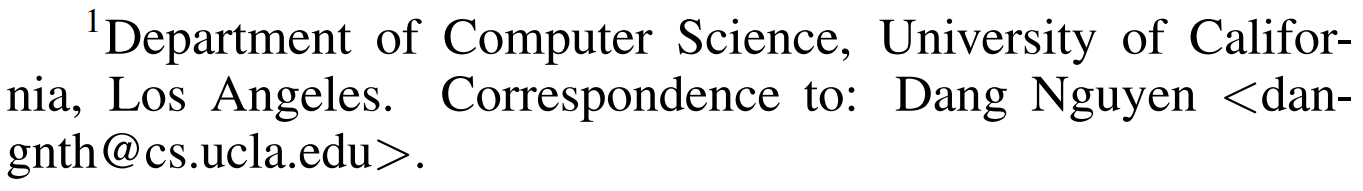 ¹Department of Computer Science, University of Califor-
nia, Los Angeles. Correspondence to: Dang Nguyen <dan-
gnth@cs.ucla.edu>.